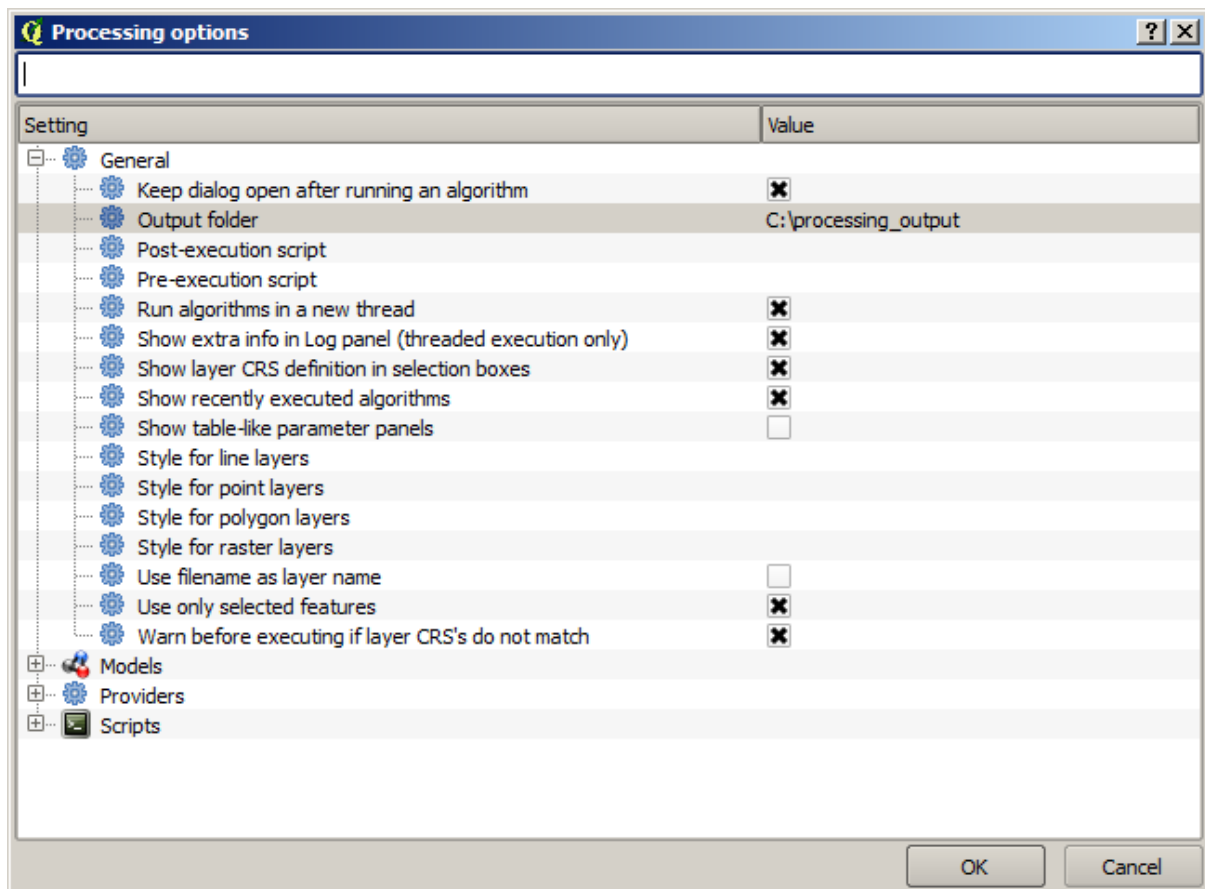 Processing options
Setting Value
General
Keep dialog open after running an algorithm
Output folder C:\processing_output
Post-execution script
Pre-execution script
Run algorithms in a new thread
Show extra info in Log panel (threaded execution only)
Show layer CRS definition in selection boxes
Show recently executed algorithms
Show table-like parameter panels
Style for line layers
Style for point layers
Style for polygon layers
Style for raster layers
Use filename as layer name
Use only selected features
Warn before executing if layer CRS's do not match
Models
Providers
Scripts
OK Cancel